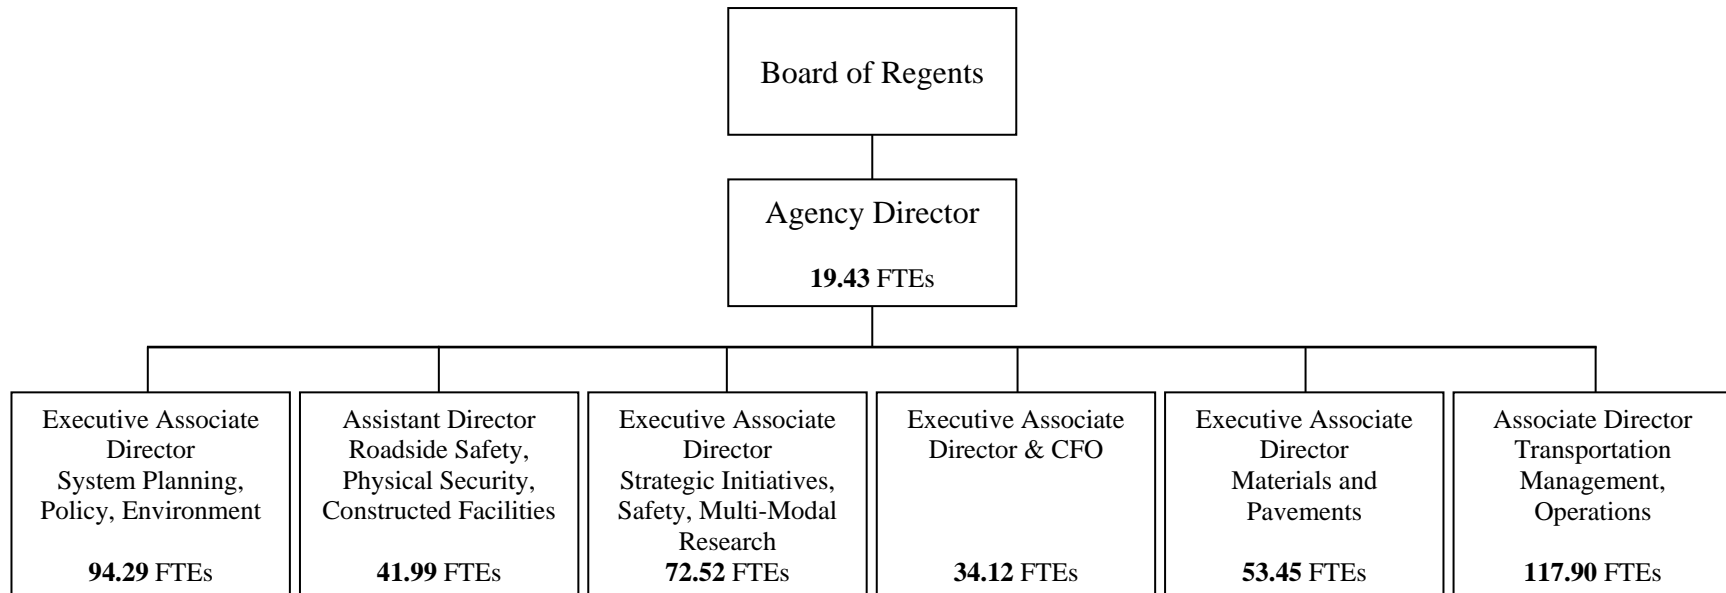 Board of Regents
Agency Director
19.43 FTEs
Executive Associate
Director
System Planning,
Policy, Environment
94.29 FTEs
Assistant Director
Roadside Safety,
Physical Security,
Constructed Facilities
41.99 FTEs
Executive Associate
Director
Strategic Initiatives,
Safety, Multi-Modal
Research
72.52 FTEs
Executive Associate
Director & CFO
34.12 FTEs
Executive Associate
Director
Materials and
Pavements
53.45 FTEs
Associate Director
Transportation
Management,
Operations
117.90 FTEs